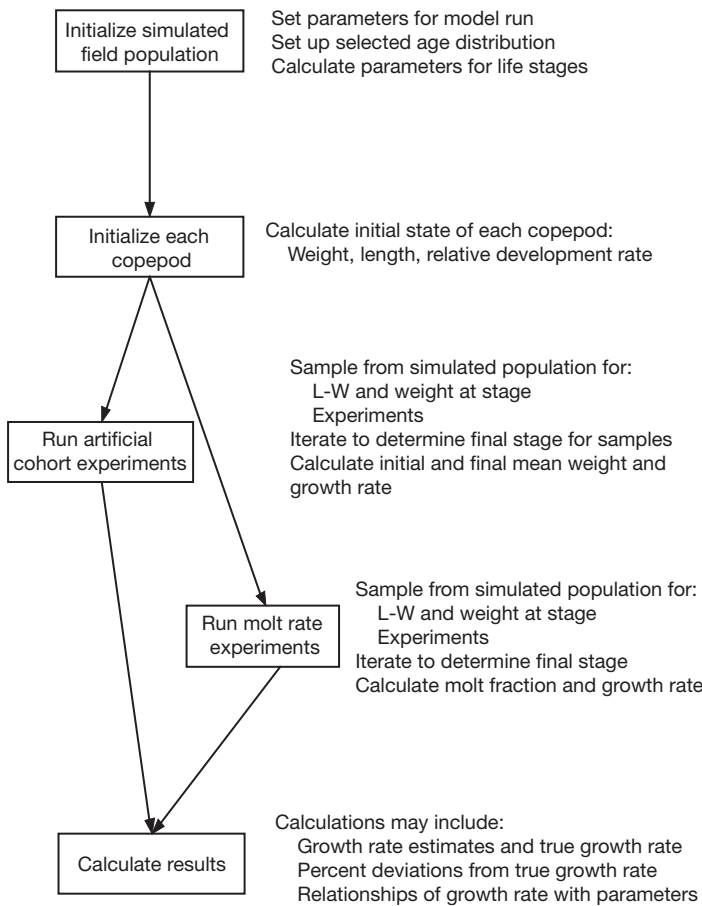 Initialize simulated
field population
Set parameters for model run
Set up selected age distribution
Calculate parameters for life stages
Initialize each
copepod
Calculate initial state of each copepod:
Weight, length, relative development rate
Run artificial
cohort experiments
Sample from simulated population for:
L-W and weight at stage
Experiments
Iterate to determine final stage for samples
Calculate initial and final mean weight and
growth rate
Run molt rate
experiments
Sample from simulated population for:
L-W and weight at stage
Experiments
Iterate to determine final stage
Calculate molt fraction and growth rate
Calculate results
Calculations may include:
Growth rate estimates and true growth rate
Percent deviations from true growth rate
Relationships of growth rate with parameters